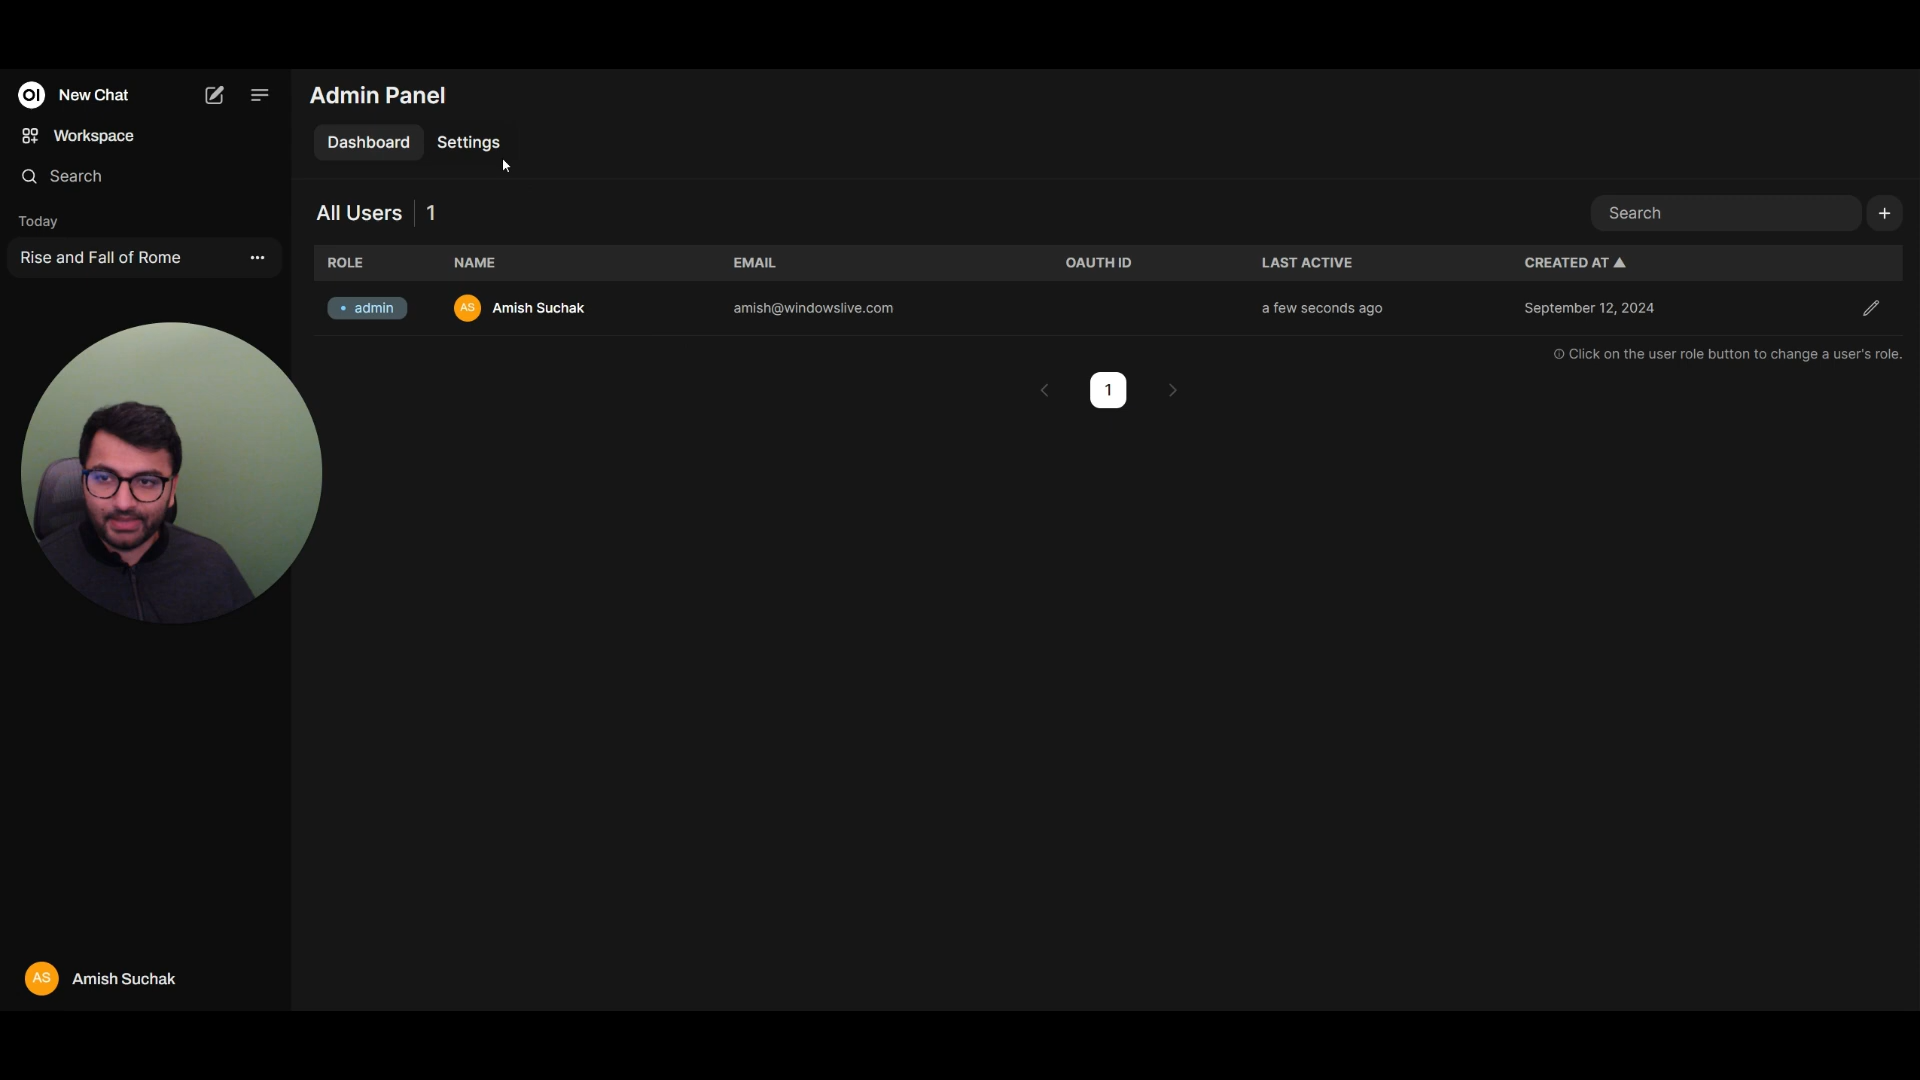 OI New Chat
Workspace
Search
Today
Rise and Fall of Rome
AS Amish Suchak
Admin Panel
Dashboard Settings
All Users 1
Search
ROLE NAME EMAIL OAUTH ID LAST ACTIVE CREATED AT ▲
• admin AS Amish Suchak amish@windowslive.com a few seconds ago September 12, 2024
Click on the user role button to change a user's role.
1